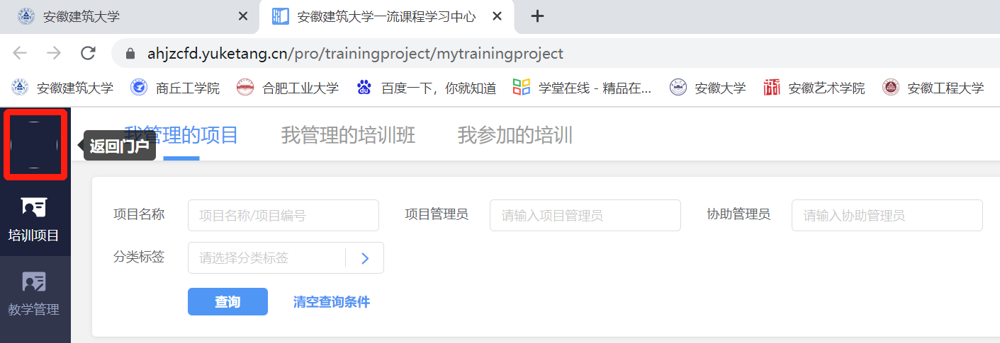 安徽建筑大学
安徽建筑大学一流课程学习中心
ahjzcfd.yuketang.cn/pro/trainingproject/mytrainingproject
安徽建筑大学 商丘工学院 合肥工业大学 百度一下，你就知道 学堂在线 - 精品在... 安徽大学 安徽艺术学院 安徽工程大学
我管理的项目 我管理的培训班 我参加的培训
返回门户
培训项目
教学管理
项目名称 项目名称/项目编号 项目管理员 请输入项目管理员 协助管理员 请输入协助管理员
分类标签 请选择分类标签
查询 清空查询条件